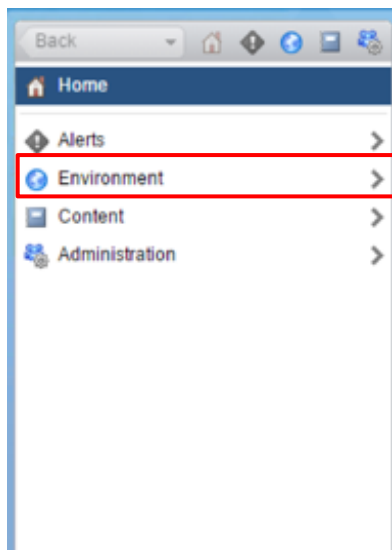 Back
Home
Alerts
Environment
Content
Administration